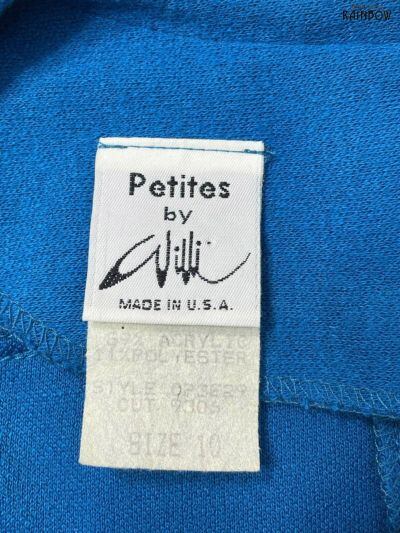 RAINBOW
Petites
by
Willi
MADE IN U.S.A.
ACRYLIC
POLYESTER
STYLE
CUT
SIZE 10